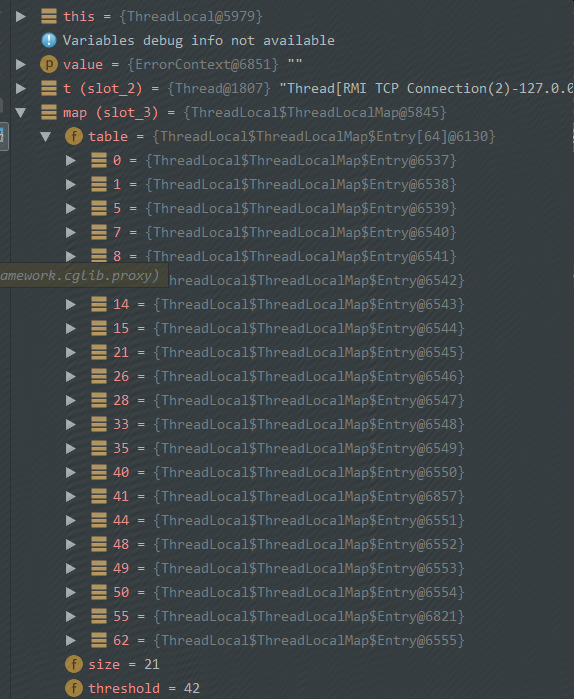 this = {ThreadLocal@5979}
Variables debug info not available
value = {ErrorContext@6851} ""
t (slot_2) = {Thread@1807} "Thread[RMI TCP Connection(2)-127.0.0
map (slot_3) = {ThreadLocal$ThreadLocalMap@5845}
table = {ThreadLocal$ThreadLocalMap$Entry[64]@6130}
0 = {ThreadLocal$ThreadLocalMap$Entry@6537}
1 = {ThreadLocal$ThreadLocalMap$Entry@6538}
5 = {ThreadLocal$ThreadLocalMap$Entry@6539}
7 = {ThreadLocal$ThreadLocalMap$Entry@6540}
8 = {ThreadLocal$ThreadLocalMap$Entry@6541}
amework.cglib.proxy)
ThreadLocal$ThreadLocalMap$Entry@6542}
14 = {ThreadLocal$ThreadLocalMap$Entry@6543}
15 = {ThreadLocal$ThreadLocalMap$Entry@6544}
21 = {ThreadLocal$ThreadLocalMap$Entry@6545}
26 = {ThreadLocal$ThreadLocalMap$Entry@6546}
28 = {ThreadLocal$ThreadLocalMap$Entry@6547}
33 = {ThreadLocal$ThreadLocalMap$Entry@6548}
35 = {ThreadLocal$ThreadLocalMap$Entry@6549}
40 = {ThreadLocal$ThreadLocalMap$Entry@6550}
41 = {ThreadLocal$ThreadLocalMap$Entry@6857}
44 = {ThreadLocal$ThreadLocalMap$Entry@6551}
48 = {ThreadLocal$ThreadLocalMap$Entry@6552}
49 = {ThreadLocal$ThreadLocalMap$Entry@6553}
50 = {ThreadLocal$ThreadLocalMap$Entry@6554}
55 = {ThreadLocal$ThreadLocalMap$Entry@6821}
62 = {ThreadLocal$ThreadLocalMap$Entry@6555}
size = 21
threshold = 42